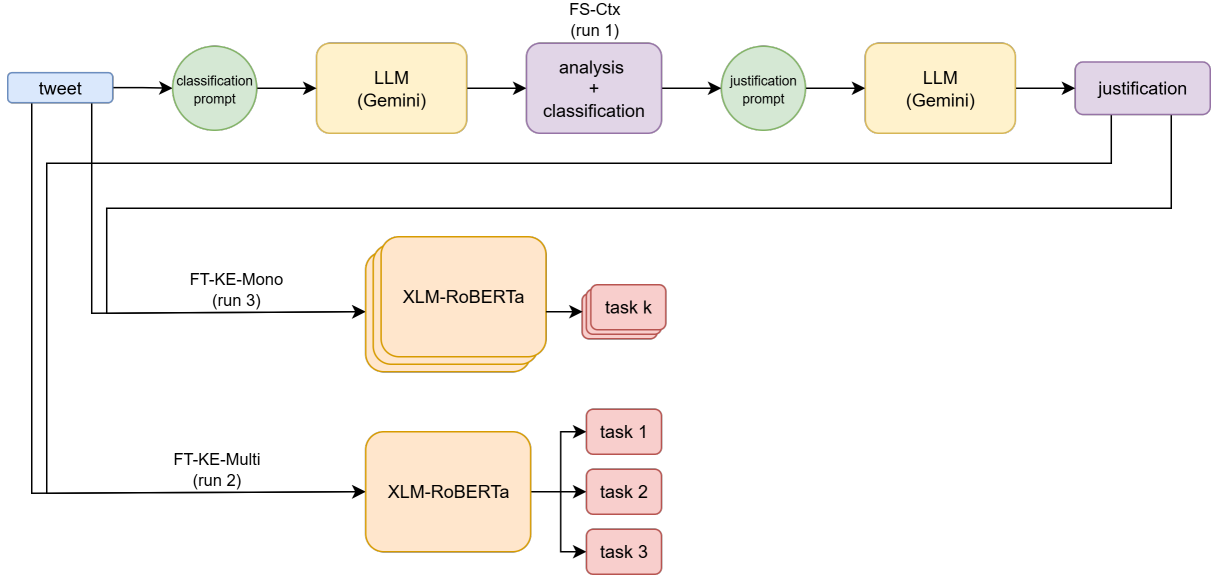 FS-Ctx
(run 1)
tweet
classification
prompt
LLM
(Gemini)
analysis
+
classification
justification
prompt
LLM
(Gemini)
justification
FT-KE-Mono
(run 3)
XLM-RoBERTa
task k
FT-KE-Multi
(run 2)
XLM-RoBERTa
task 1
task 2
task 3